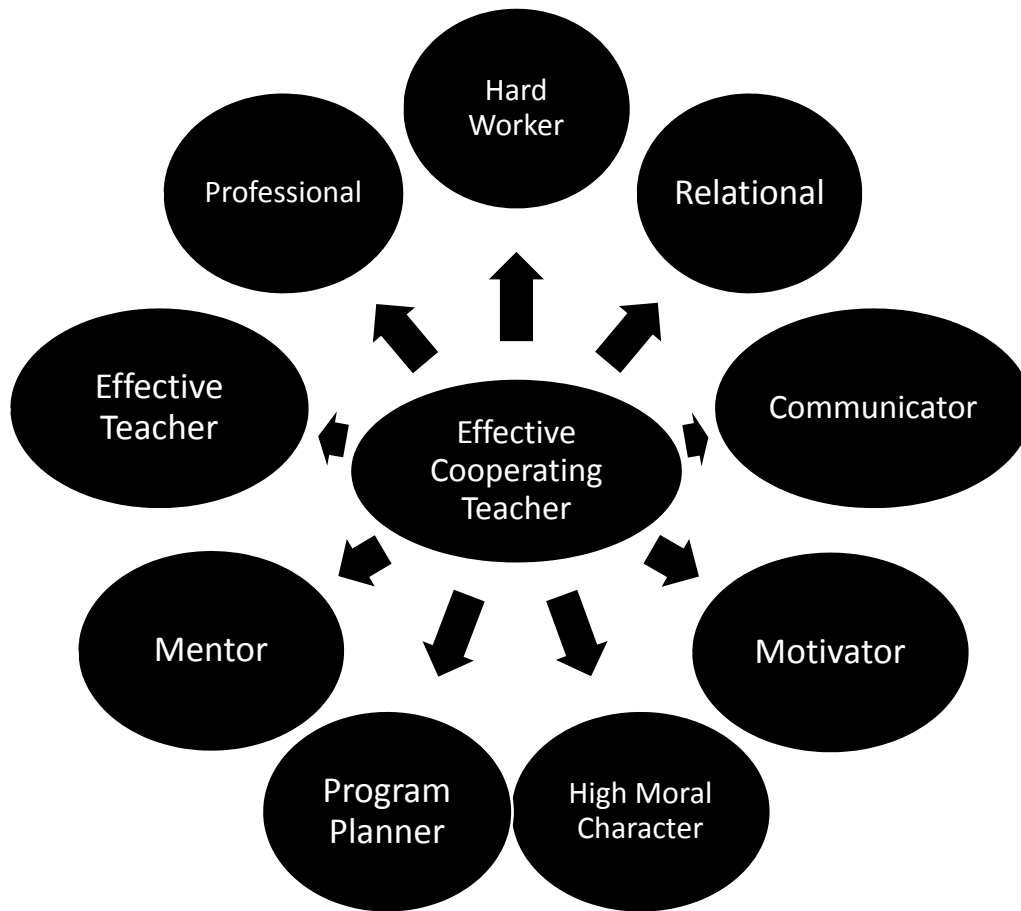 Hard
Worker
Professional
Relational
Effective
Teacher
Communicator
Effective
Cooperating
Teacher
Mentor
Motivator
Program
Planner
High Moral
Character